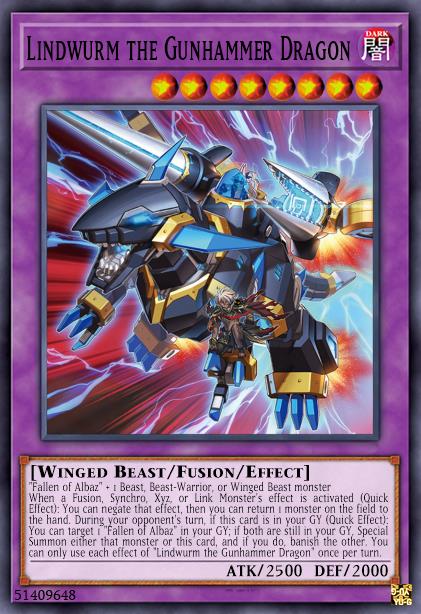 LINDWURM THE GUNHAMMER DRAGON
DARK
闇
[WINGED BEAST/FUSION/EFFECT]
"Fallen of Albaz" + 1 Beast, Beast-Warrior, or Winged Beast monster
When a Fusion, Synchro, Xyz, or Link Monster's effect is activated (Quick
Effect): You can negate that effect, then you can return 1 monster on the field to
the hand. During your opponent's turn, if this card is in your GY (Quick Effect):
You can target 1 "Fallen of Albaz" in your GY; if both are still in your GY, Special
Summon either that monster or this card, and if you do, banish the other. You
can only use each effect of "Lindwurm the Gunhammer Dragon" once per turn.
ATK/2500 DEF/2000
51409648